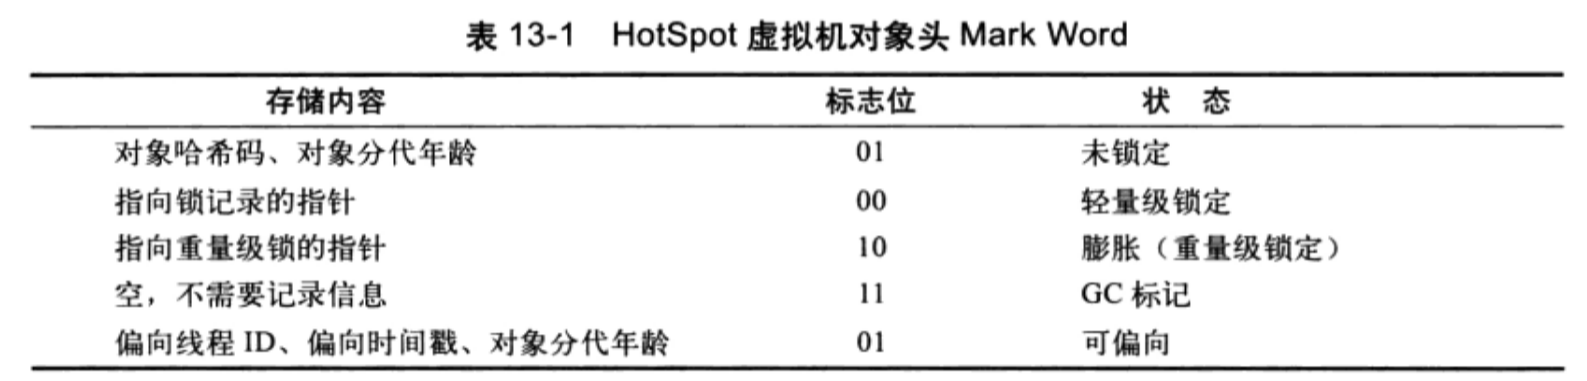 表 13-1 HotSpot 虚拟机对象头 Mark Word
存储内容 标志位 状 态
对象哈希码、对象分代年龄 01 未锁定
指向锁记录的指针 00 轻量级锁定
指向重量级锁的指针 10 膨胀（重量级锁定）
空，不需要记录信息 11 GC 标记
偏向线程 ID、偏向时间戳、对象分代年龄 01 可偏向